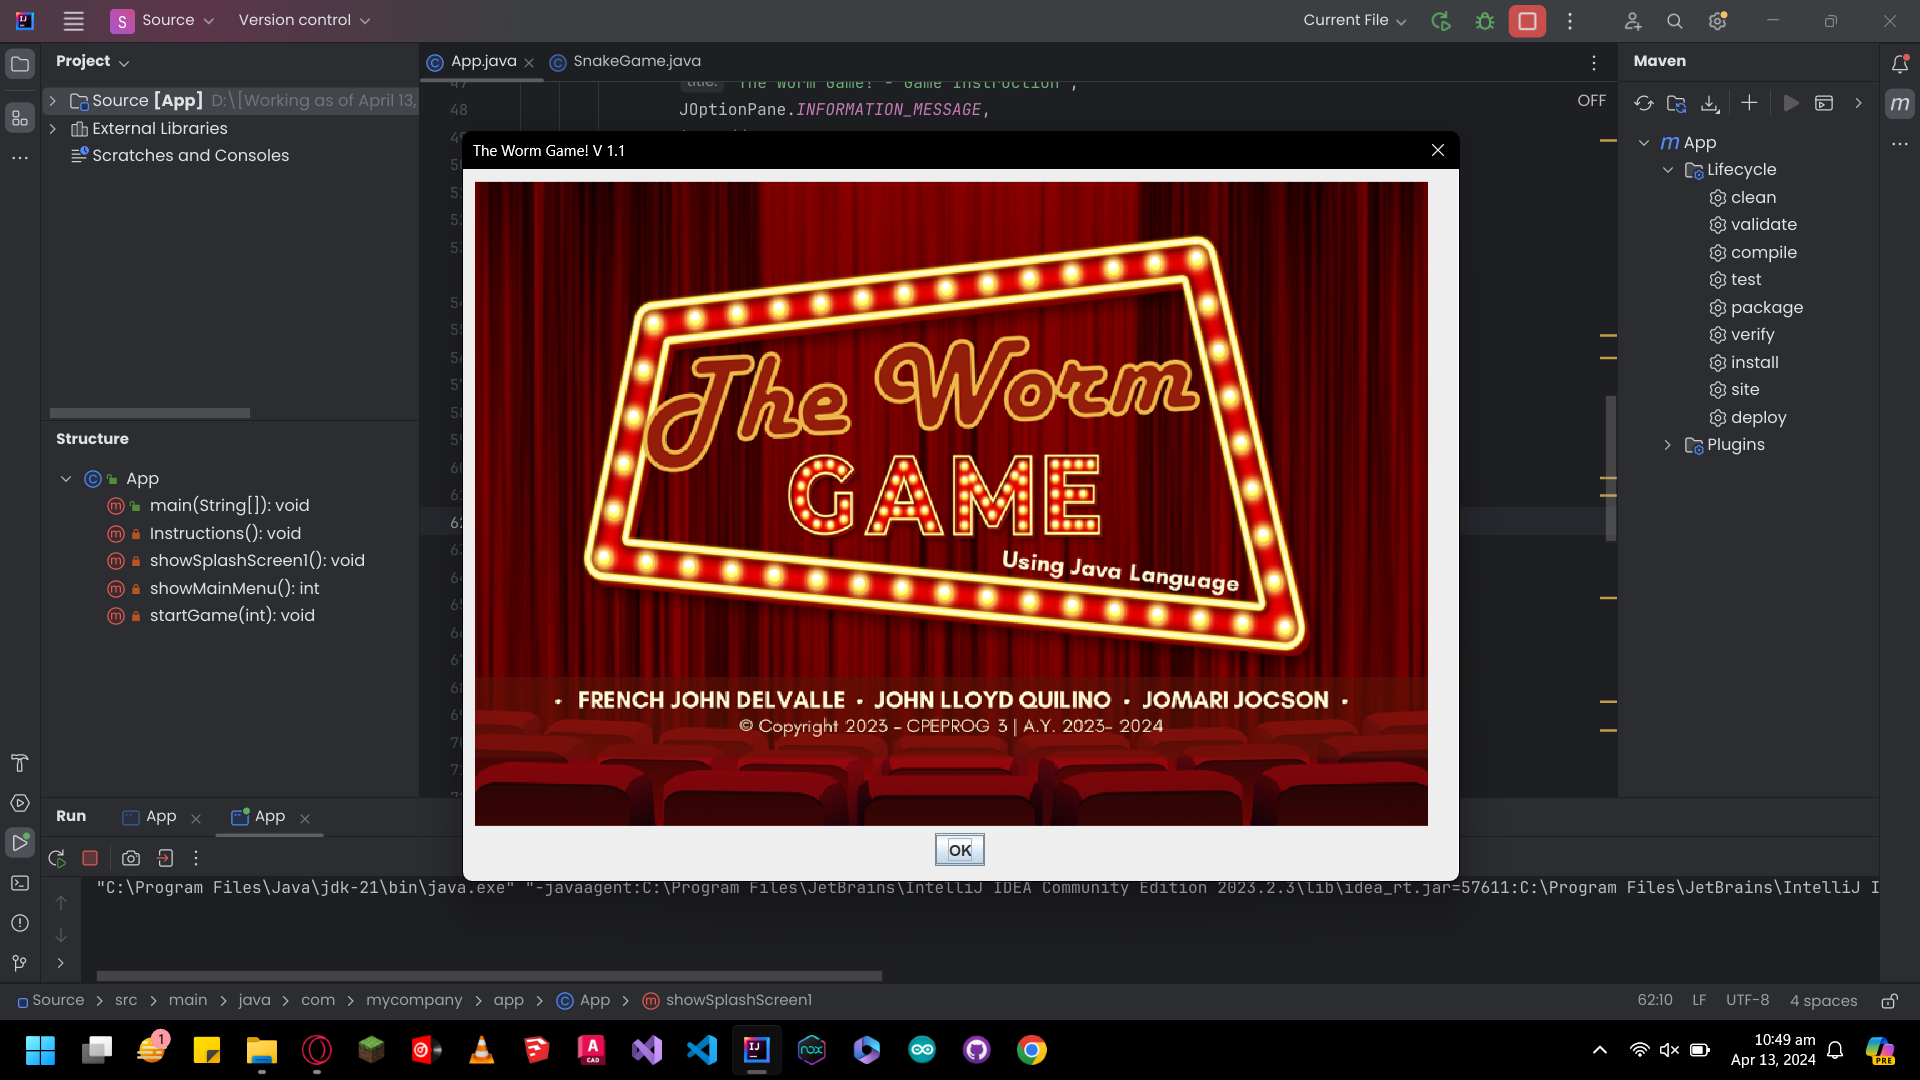 S Source Version control Current File
Project
App.java SnakeGame.java
Maven
Source [App] D:\[Working as of April 13,
External Libraries
Scratches and Consoles
47 title: "The Worm Game! - Game Instruction",
48 JOptionPane.INFORMATION_MESSAGE,
OFF
The Worm Game! V 1.1
The Worm
GAME
Using Java Language
· FRENCH JOHN DELVALLE · JOHN LLOYD QUILINO · JOMARI JOCSON ·
© Copyright 2023 - CPEPROG 3 | A.Y. 2023- 2024
OK
m App
Lifecycle
clean
validate
compile
test
package
verify
install
site
deploy
Plugins
Structure
App
main(String[]): void
Instructions(): void
showSplashScreen1(): void
showMainMenu(): int
startGame(int): void
Run App App
"C:\Program Files\Java\jdk-21\bin\java.exe" "-javaagent:C:\Program Files\JetBrains\IntelliJ IDEA Community Edition 2023.2.3\lib\idea_rt.jar=57611:C:\Program Files\JetBrains\IntelliJ I
Source > src > main > java > com > mycompany > app > App > showSplashScreen1
62:10 LF UTF-8 4 spaces
10:49 am
Apr 13, 2024